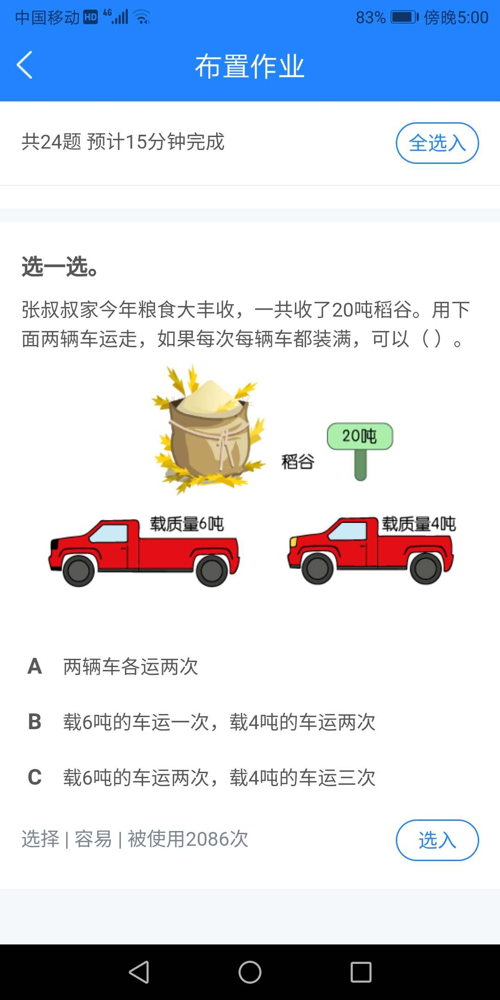 中国移动 HD 4G 83% 傍晚5:00
布置作业
共24题 预计15分钟完成
全选入
选一选。
张叔叔家今年粮食大丰收，一共收了20吨稻谷。用下
面两辆车运走，如果每次每辆车都装满，可以（ ）。
20吨
稻谷
载质量6吨
载质量4吨
A 两辆车各运两次
B 载6吨的车运一次，载4吨的车运两次
C 载6吨的车运两次，载4吨的车运三次
选择 | 容易 | 被使用2086次
选入